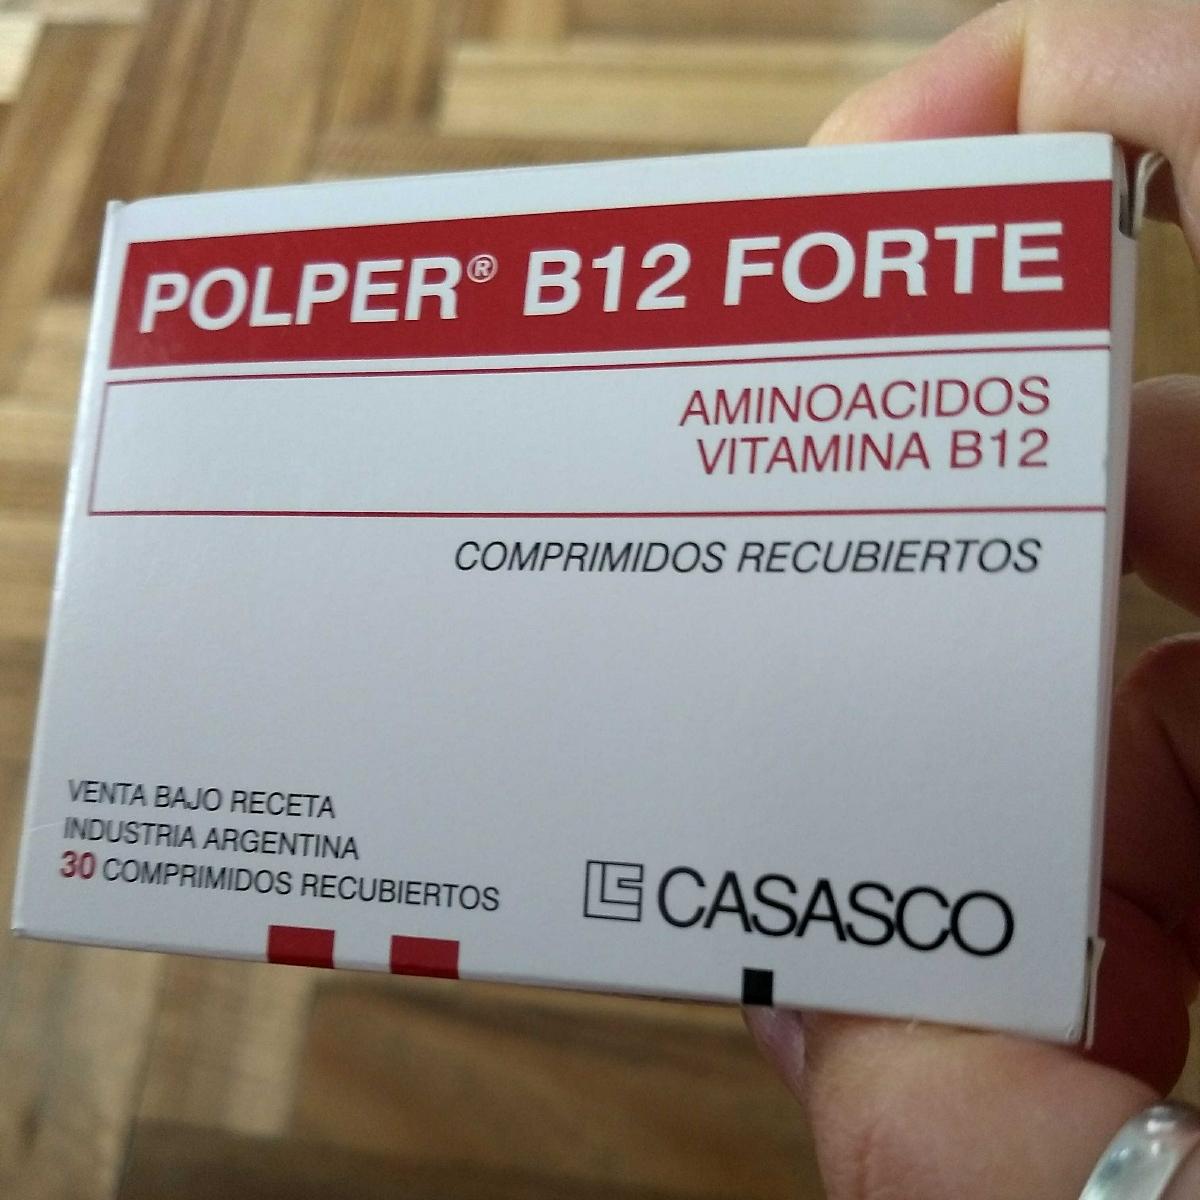 POLPER® B12 FORTE
AMINOACIDOS
VITAMINA B12
COMPRIMIDOS RECUBIERTOS
VENTA BAJO RECETA
INDUSTRIA ARGENTINA
30 COMPRIMIDOS RECUBIERTOS
CASASCO